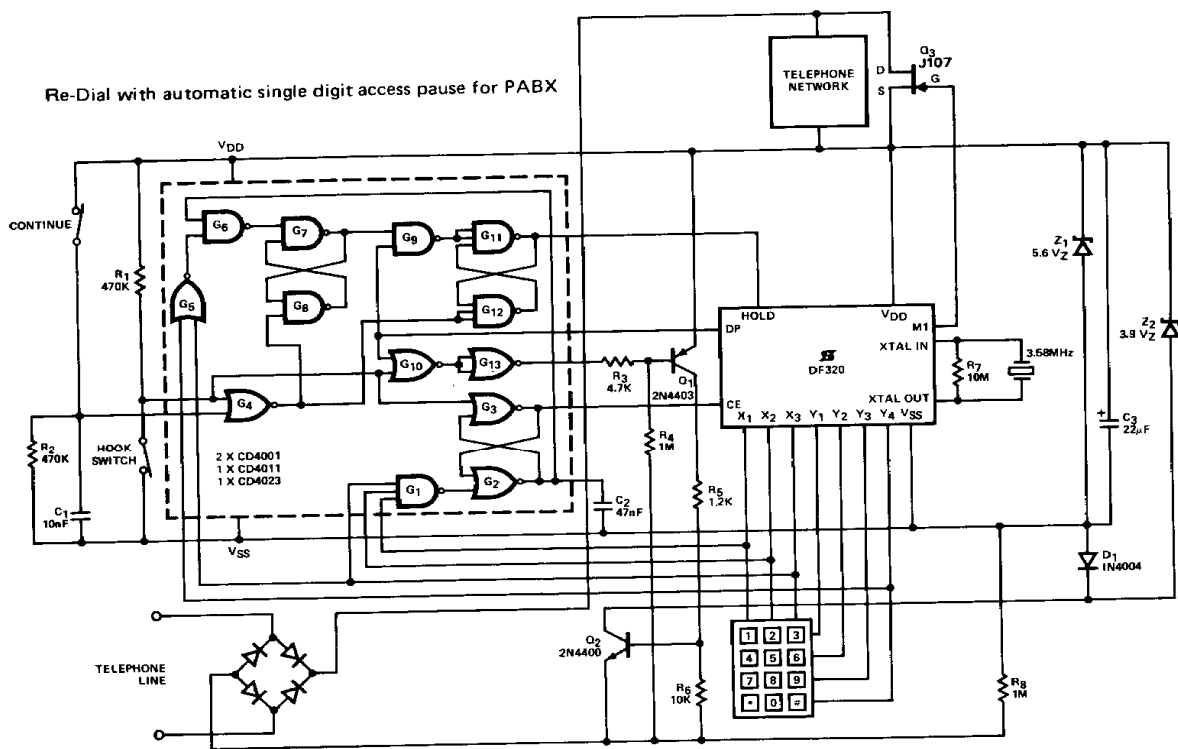 Re-Dial with automatic single digit access pause for PABX
TELEPHONE
NETWORK
Q3
J107
D
G
S
VDD
CONTINUE
R1
470K
G6
G7
G9
G11
G5
G8
G12
G10
G13
G4
G3
G1
G2
R2
470K
HOOK
SWITCH
2 X CD4001
1 X CD4011
1 X CD4023
C1
10nF
VSS
C2
47nF
R3
4.7K
Q1
2N4403
R4
1M
R5
1.2K
HOLD
VDD
DP
M1
XTAL IN
DF320
XTAL OUT
CE
X1
X2
X3
Y1
Y2
Y3
Y4
VSS
R7
10M
3.58MHz
Z1
5.6 VZ
Z2
3.9 VZ
C3
22µF
+
D1
IN4004
TELEPHONE
LINE
Q2
2N4400
R6
10K
1 2 3
4 5 6
7 8 9
* 0 #
R8
1M